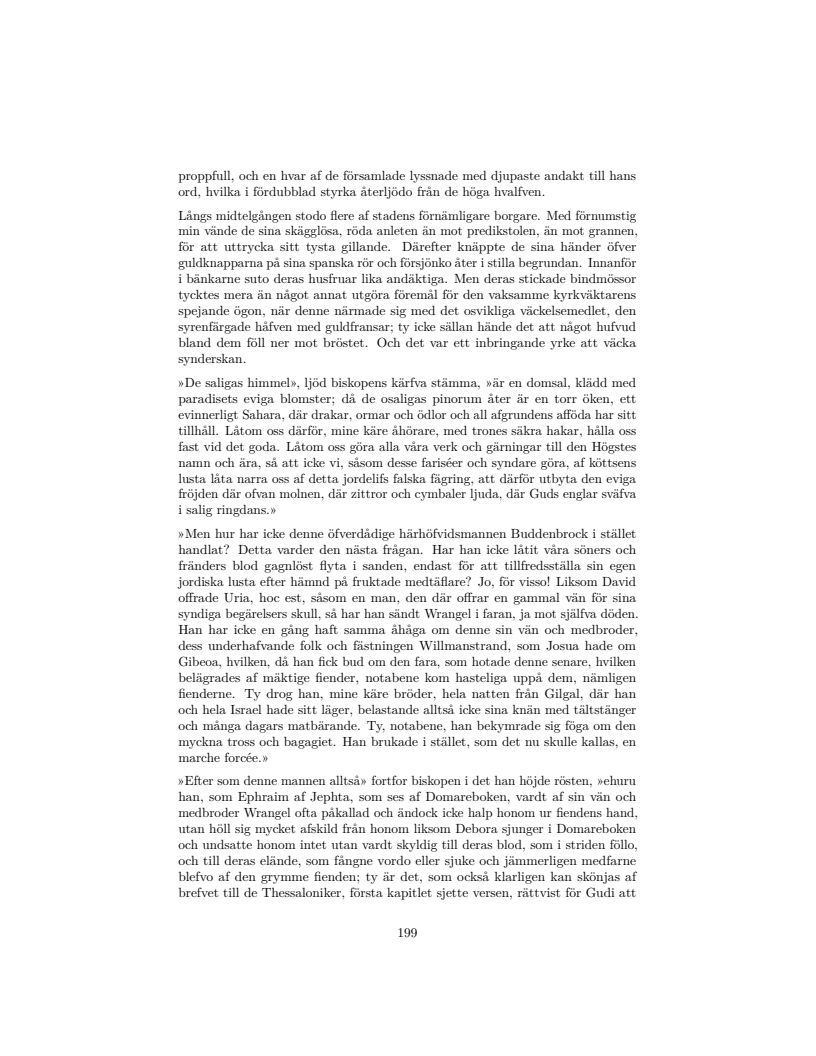 proppfull, och en hvar af de församlade lyssnade med djupaste andakt till hans
ord, hvilka i fördubblad styrka återljödo från de höga hvalfven.
Långs midtelgången stodo flere af stadens förnämligare borgare. Med förnumstig
min vände de sina skägglösa, röda anleten än mot predikstolen, än mot grannen,
för att uttrycka sitt tysta gillande. Därefter knäppte de sina händer öfver
guldknapparna på sina spanska rör och försjönko åter i stilla begrundan. Innanför
i bänkarne suto deras husfruar lika andäktiga. Men deras stickade bindmössor
tycktes mera än något annat utgöra föremål för den vaksamme kyrkväktarens
spejande ögon, när denne närmade sig med det osvikliga väckelsemedlet, den
syrenfärgade håfven med guldfransar; ty icke sällan hände det att något hufvud
bland dem föll ner mot bröstet. Och det var ett inbringande yrke att väcka
synderskan.
»De saligas himmel», ljöd biskopens kärfva stämma, »är en domsal, klädd med
paradisets eviga blomster; då de osaligas pinorum åter är en torr öken, ett
evinnerligt Sahara, där drakar, ormar och ödlor och all afgrundens afföda har sitt
tillhåll. Låtom oss därför, mine käre åhörare, med trones säkra hakar, hålla oss
fast vid det goda. Låtom oss göra alla våra verk och gärningar till den Högstes
namn och ära, så att icke vi, såsom desse fariséer och syndare göra, af köttsens
lusta låta narra oss af detta jordelifs falska fägring, att därför utbyta den eviga
fröjden där ofvan molnen, där zittror och cymbaler ljuda, där Guds englar sväfva
i salig ringdans.»
»Men hur har icke denne öfverdådige härhöfvidsmannen Buddenbrock i stället
handlat? Detta varder den nästa frågan. Har han icke låtit våra söners och
fränders blod gagnlöst flyta i sanden, endast för att tillfredsställa sin egen
jordiska lusta efter hämnd på fruktade medtäflare? Jo, för visso! Liksom David
offrade Uria, hoc est, såsom en man, den där offrar en gammal vän för sina
syndiga begärelsers skull, så har han sändt Wrangel i faran, ja mot själfva döden.
Han har icke en gång haft samma åhåga om denne sin vän och medbroder,
dess underhafvande folk och fästningen Willmanstrand, som Josua hade om
Gibeoa, hvilken, då han fick bud om den fara, som hotade denne senare, hvilken
belägrades af mäktige fiender, notabene kom hasteliga uppå dem, nämligen
fienderne. Ty drog han, mine käre bröder, hela natten från Gilgal, där han
och hela Israel hade sitt läger, belastande alltså icke sina knän med tältstänger
och många dagars matbärande. Ty, notabene, han bekymrade sig föga om den
myckna tross och bagagiet. Han brukade i stället, som det nu skulle kallas, en
marche forcée.»
»Efter som denne mannen alltså» fortfor biskopen i det han höjde rösten, »ehuru
han, som Ephraim af Jephta, som ses af Domareboken, vardt af sin vän och
medbroder Wrangel ofta påkallad och ändock icke halp honom ur fiendens hand,
utan höll sig mycket afskild från honom liksom Debora sjunger i Domareboken
och undsatte honom intet utan vardt skyldig till deras blod, som i striden föllo,
och till deras elände, som fångne vordo eller sjuke och jämmerligen medfarne
blefvo af den grymme fienden; ty är det, som också klarligen kan skönjas af
brefvet till de Thessaloniker, första kapitlet sjette versen, rättvist för Gudi att
199